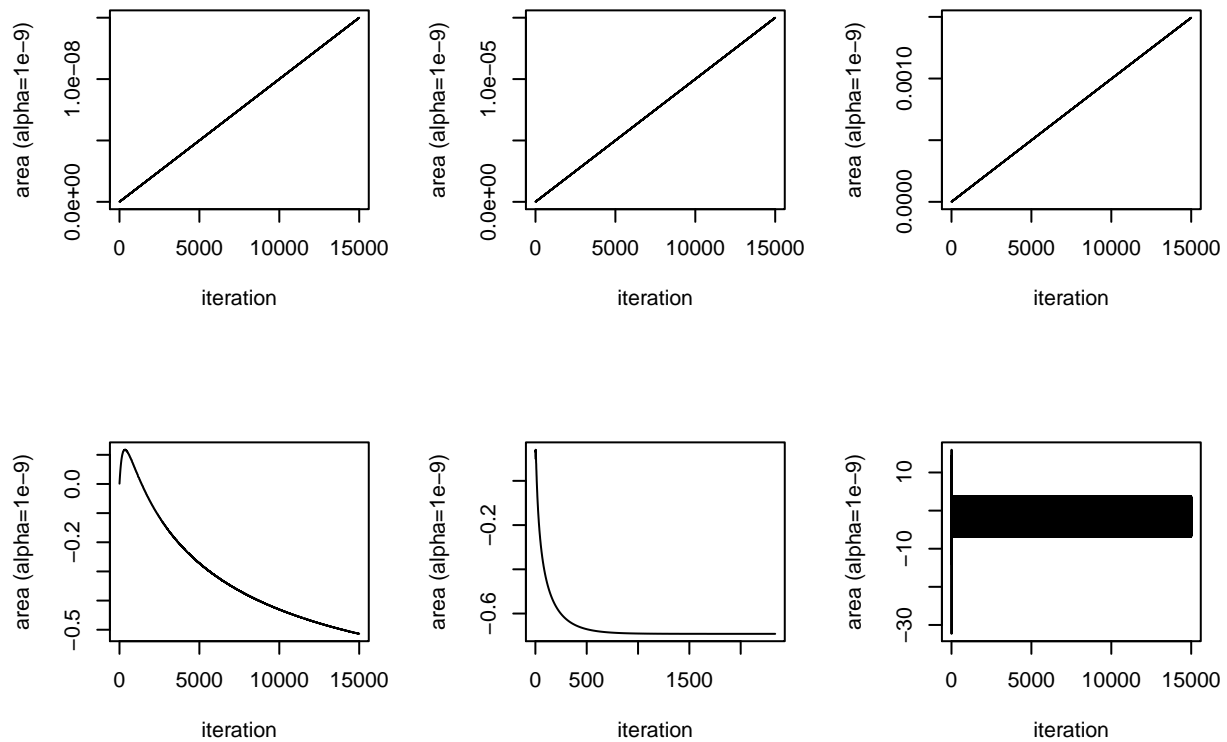 area (alpha=1e−9)
0.0e+00 1.0e−08
0 5000 10000 15000
iteration
area (alpha=1e−9)
0.0e+00 1.0e−05
0 5000 10000 15000
iteration
area (alpha=1e−9)
0.0000 0.0010
0 5000 10000 15000
iteration
area (alpha=1e−9)
−0.5 −0.2 0.0
0 5000 10000 15000
iteration
area (alpha=1e−9)
−0.6 −0.2
0 500 1500
iteration
area (alpha=1e−9)
−30 −10 10
0 5000 10000 15000
iteration